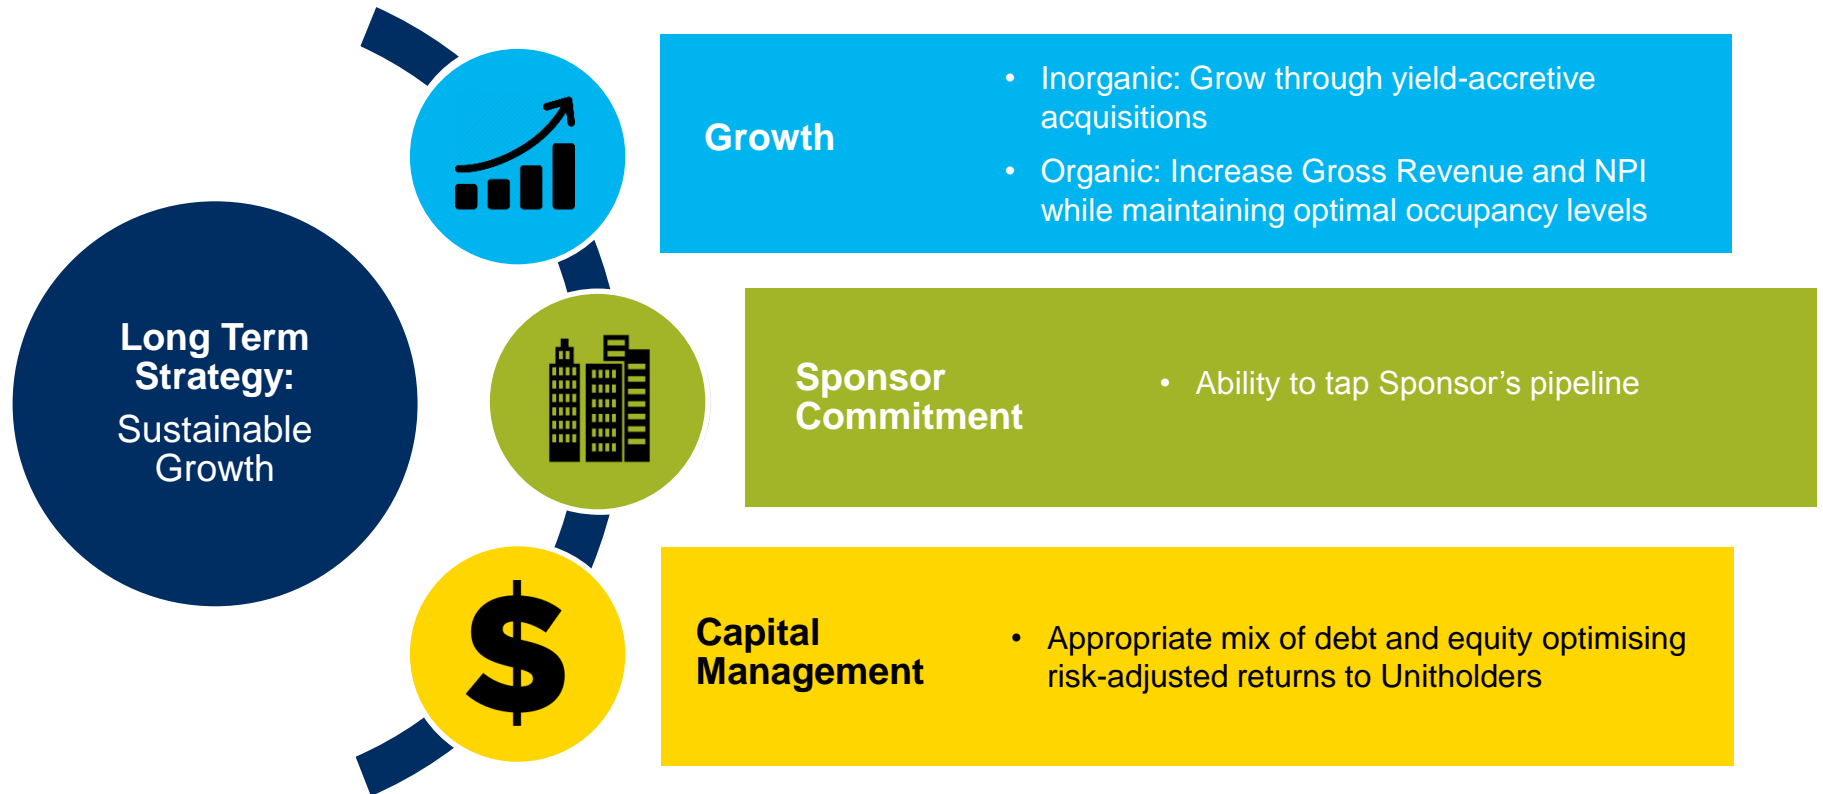 Long Term
Strategy:
Sustainable
Growth
Growth
• Inorganic: Grow through yield-accretive
acquisitions
• Organic: Increase Gross Revenue and NPI
while maintaining optimal occupancy levels
Sponsor
Commitment
• Ability to tap Sponsor’s pipeline
$
Capital
Management
• Appropriate mix of debt and equity optimising
risk-adjusted returns to Unitholders